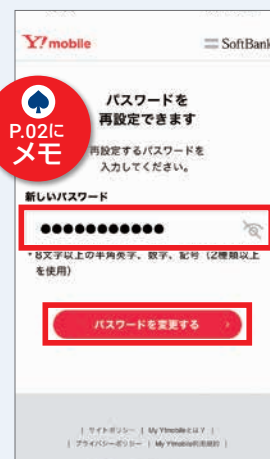 Y!mobile
SoftBank
パスワードを
再設定できます
P.02に
メモ
再設定するパスワードを
入力してください。
新しいパスワード
●●●●●●●●●●●
* 8文字以上の半角英字、数字、記号(2種類以上
を使用)
パスワードを変更する
| サイトポリシー | My Y!mobileとは? |
| プライバシーポリシー | My Y!mobile利用規約 |